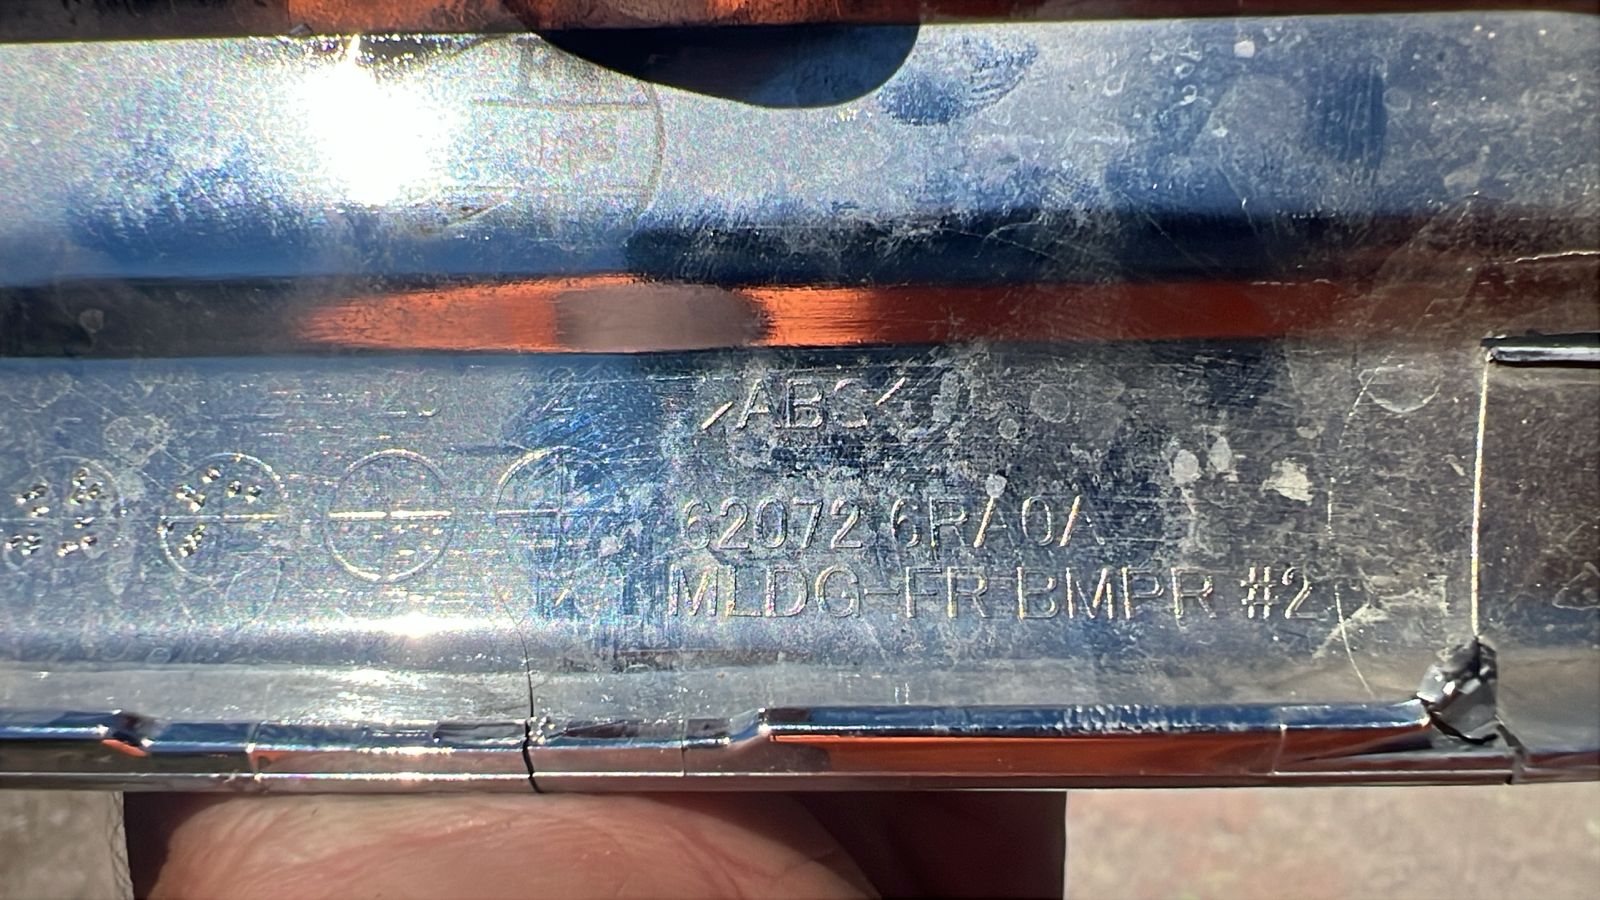 >ABS<
62072 6RA0A
MLDG-FR BMPR #2